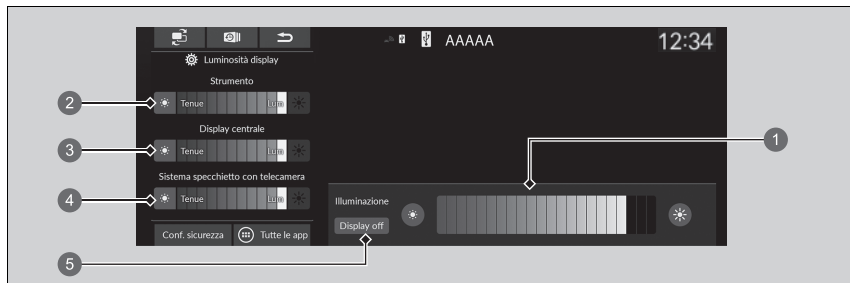 AAAAA
12:34
Luminosità display
Strumento
Tenue Lum
Display centrale
Tenue Lum
Sistema specchietto con telecamera
Tenue Lum
Conf. sicurezza
Tutte le app
Illuminazione
Display off
1
2
3
4
5